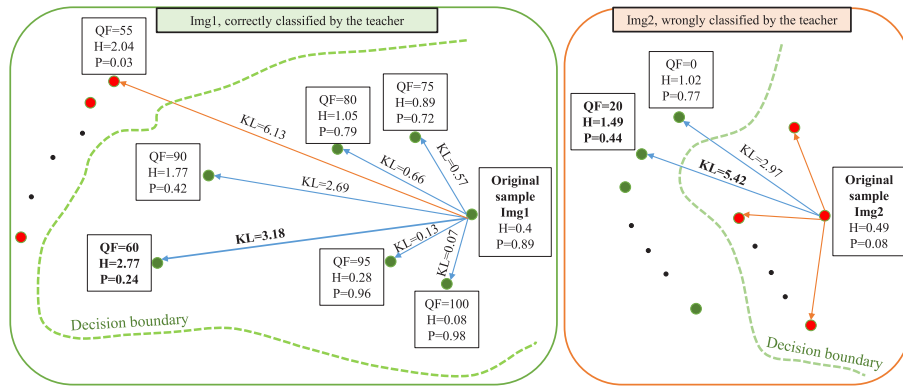 Img1, correctly classified by the teacher
QF=55
H=2.04
P=0.03
QF=80
H=1.05
P=0.79
QF=75
H=0.89
P=0.72
KL=6.13
QF=90
H=1.77
P=0.42
KL=2.69
KL=0.66
KL=0.57
Original
sample
Img1
H=0.4
P=0.89
KL=3.18
KL=0.13
KL=0.07
QF=60
H=2.77
P=0.24
QF=95
H=0.28
P=0.96
QF=100
H=0.08
P=0.98
Decision boundary
Img2, wrongly classified by the teacher
QF=0
H=1.02
P=0.77
QF=20
H=1.49
P=0.44
KL=2.97
KL=5.42
Original
sample
Img2
H=0.49
P=0.08
Decision boundary